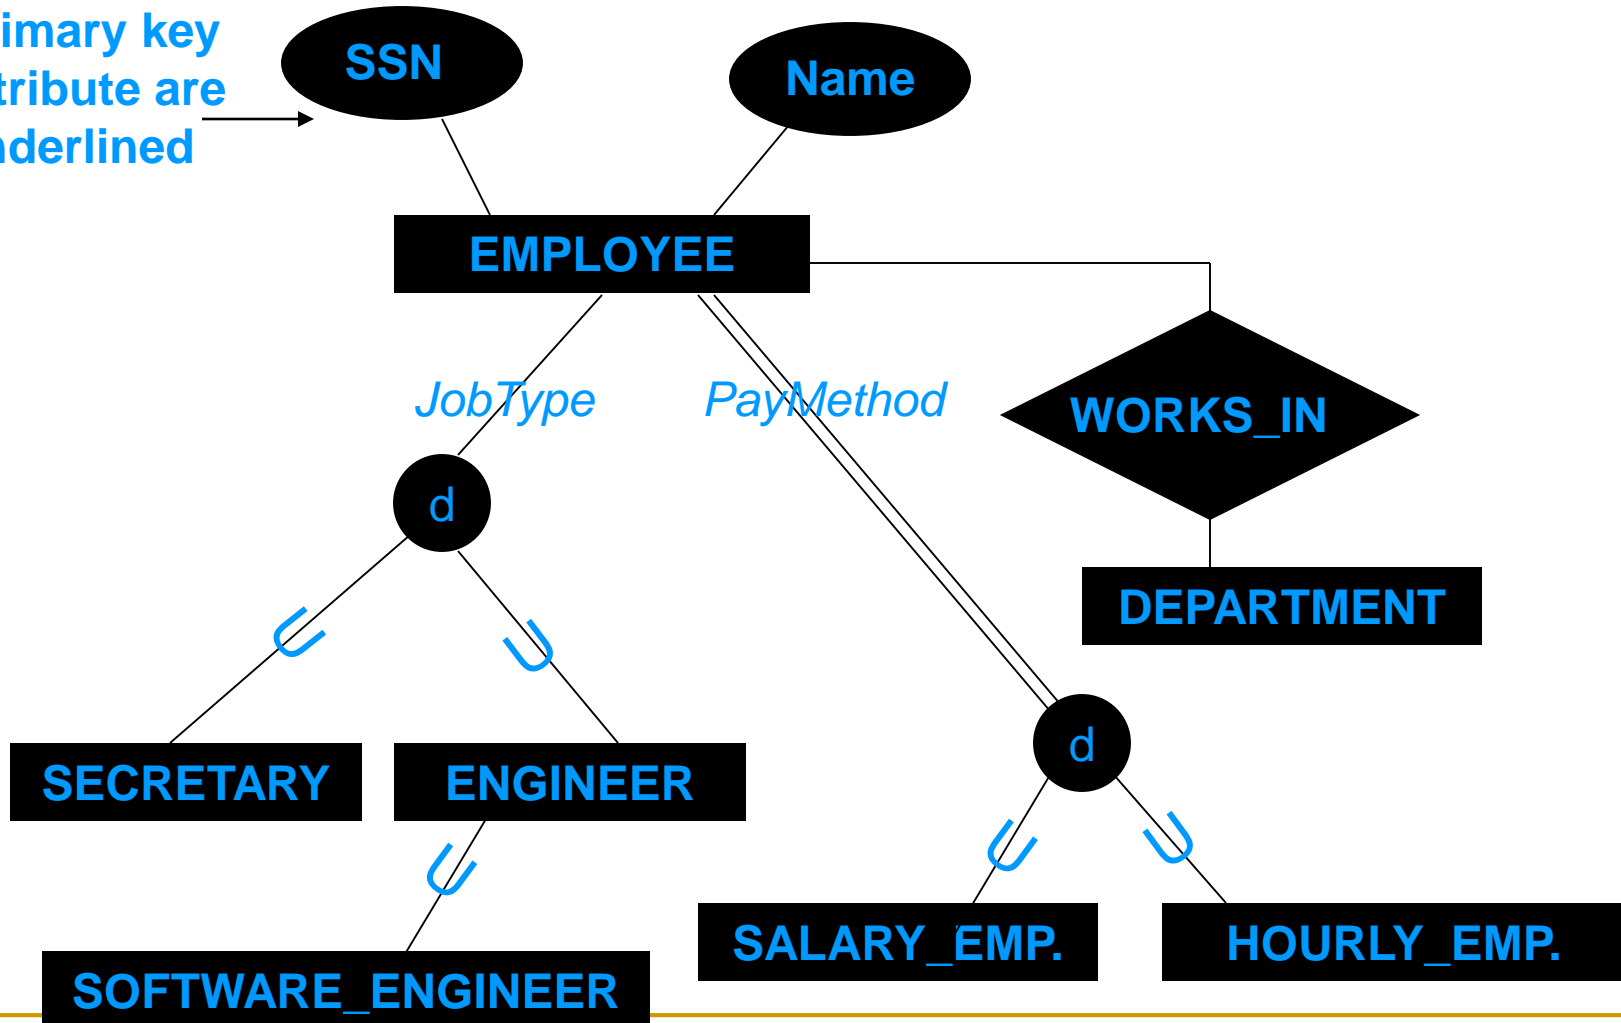 imary key
tribute are
nderlined
SSN
Name
EMPLOYEE
JobType
PayMethod
WORKS_IN
d
DEPARTMENT
d
SECRETARY
ENGINEER
SALARY_EMP.
HOURLY_EMP.
SOFTWARE_ENGINEER